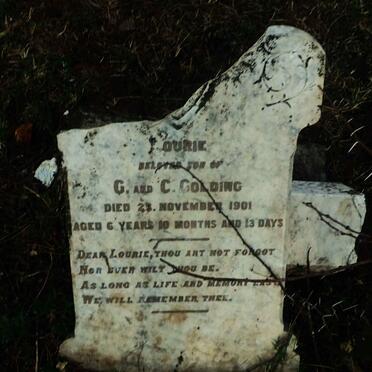 LOURIE
BELOVED SON OF
G. AND C. GOLDING
DIED 23. NOVEMBER 1901
AGED 6 YEARS 10 MONTHS AND 13 DAYS
DEAR LOURIE, THOU ART NOT FORGOT
NOR EVER WILT THOU BE.
AS LONG AS LIFE AND MEMORY LAST
WE, WILL REMEMBER, THEE.